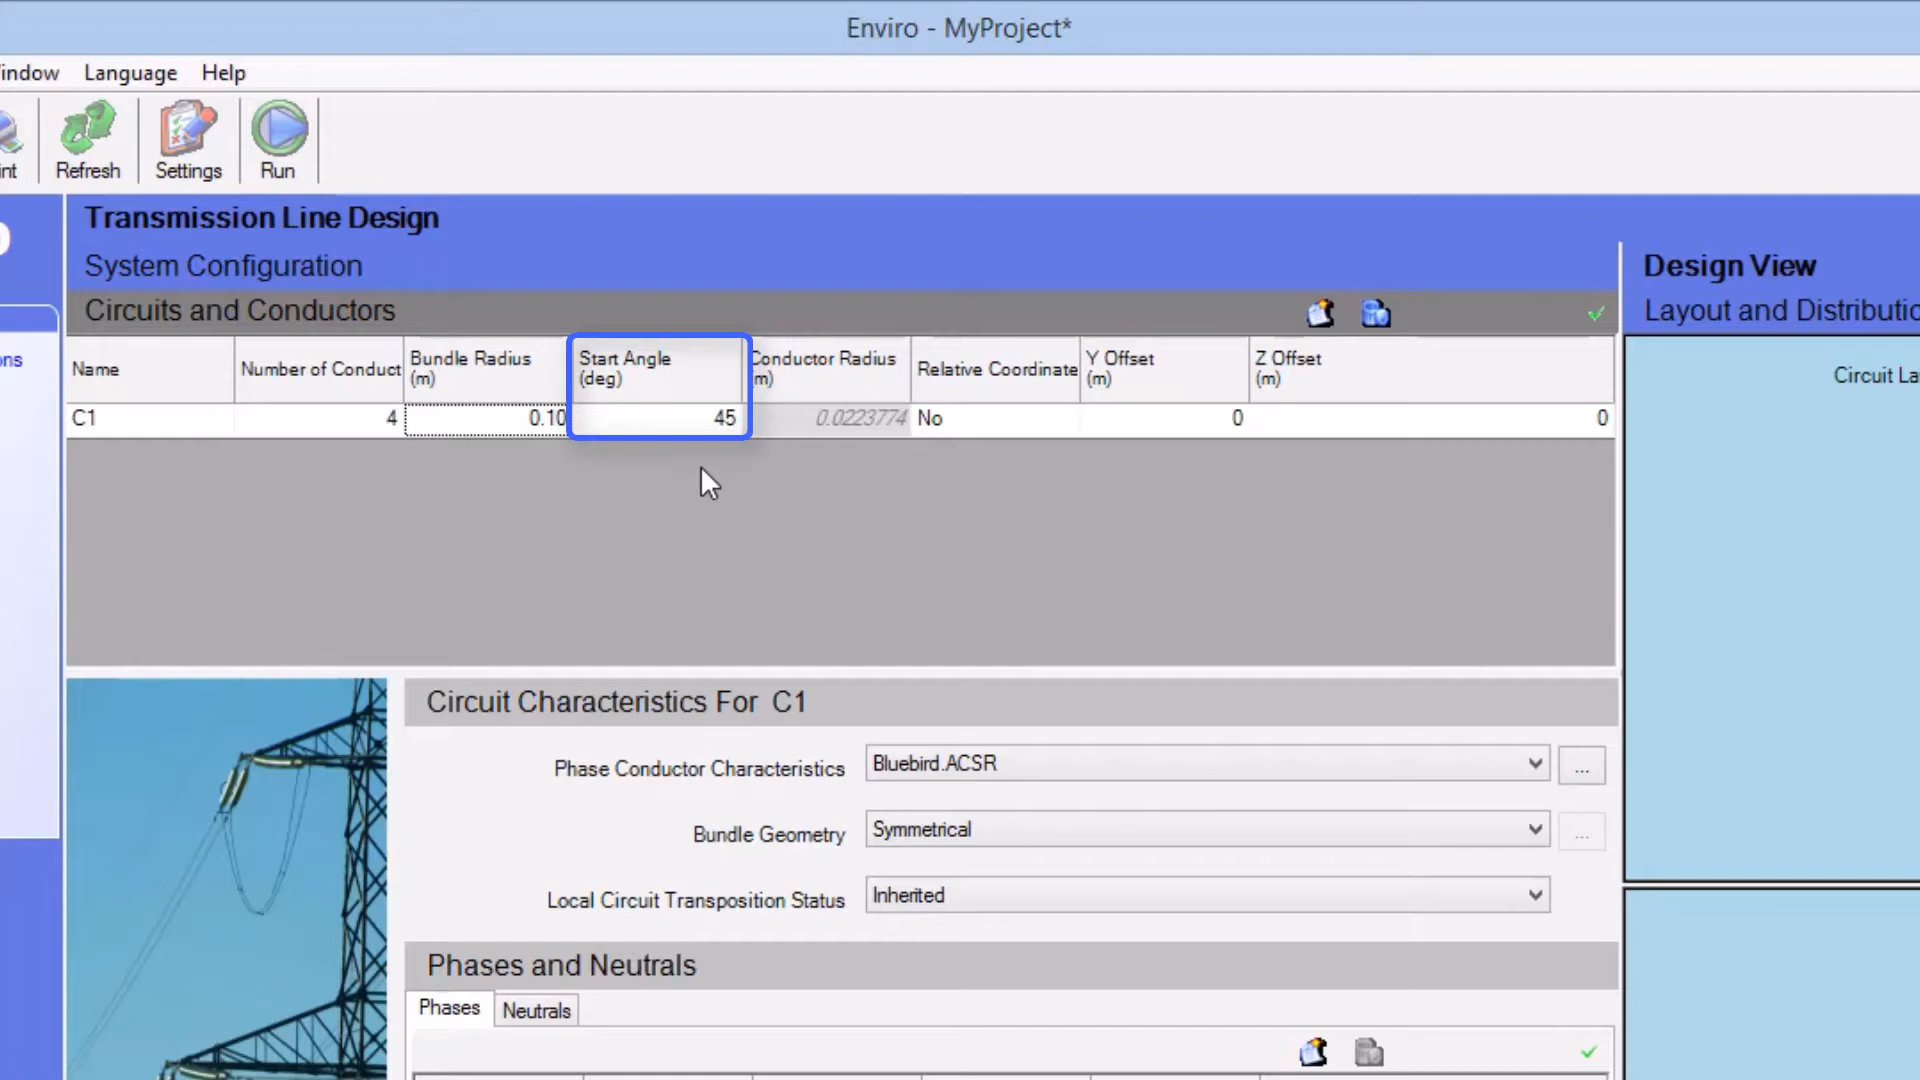 Enviro - MyProject*
indow Language Help
int Refresh Settings Run
Transmission Line Design
System Configuration
Design View
Circuits and Conductors
Layout and Distributio
ons
Name Number of Conduct Bundle Radius (m) Start Angle (deg) Conductor Radius (m) Relative Coordinate Y Offset (m) Z Offset (m)
Circuit La
C1 4 0.10 45 0.0223774 No 0 0
Circuit Characteristics For C1
Phase Conductor Characteristics Bluebird.ACSR ...
Bundle Geometry Symmetrical ...
Local Circuit Transposition Status Inherited
Phases and Neutrals
Phases Neutrals